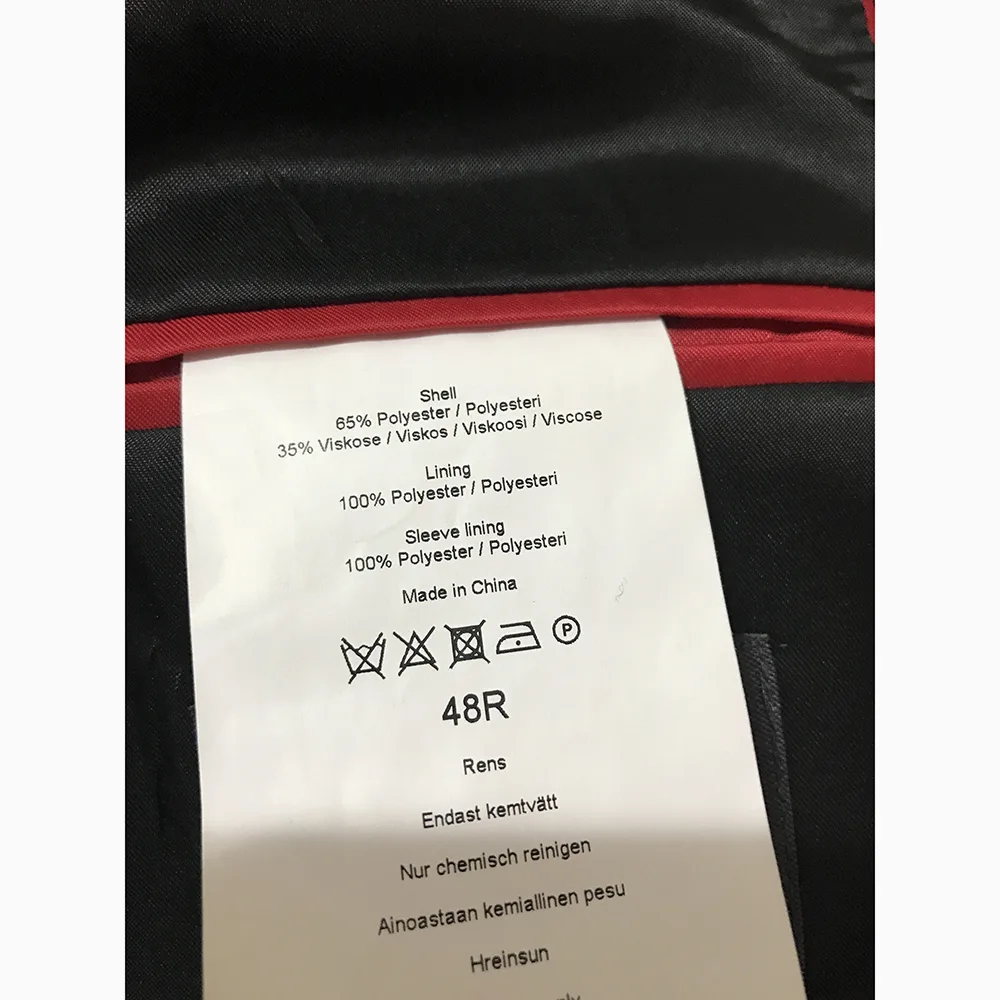 Shell
65% Polyester / Polyesteri
35% Viskose / Viskos / Viskoosi / Viscose
Lining
100% Polyester / Polyesteri
Sleeve lining
100% Polyester / Polyesteri
Made in China
P
48R
Rens
Endast kemtvätt
Nur chemisch reinigen
Ainoastaan kemiallinen pesu
Hreinsun